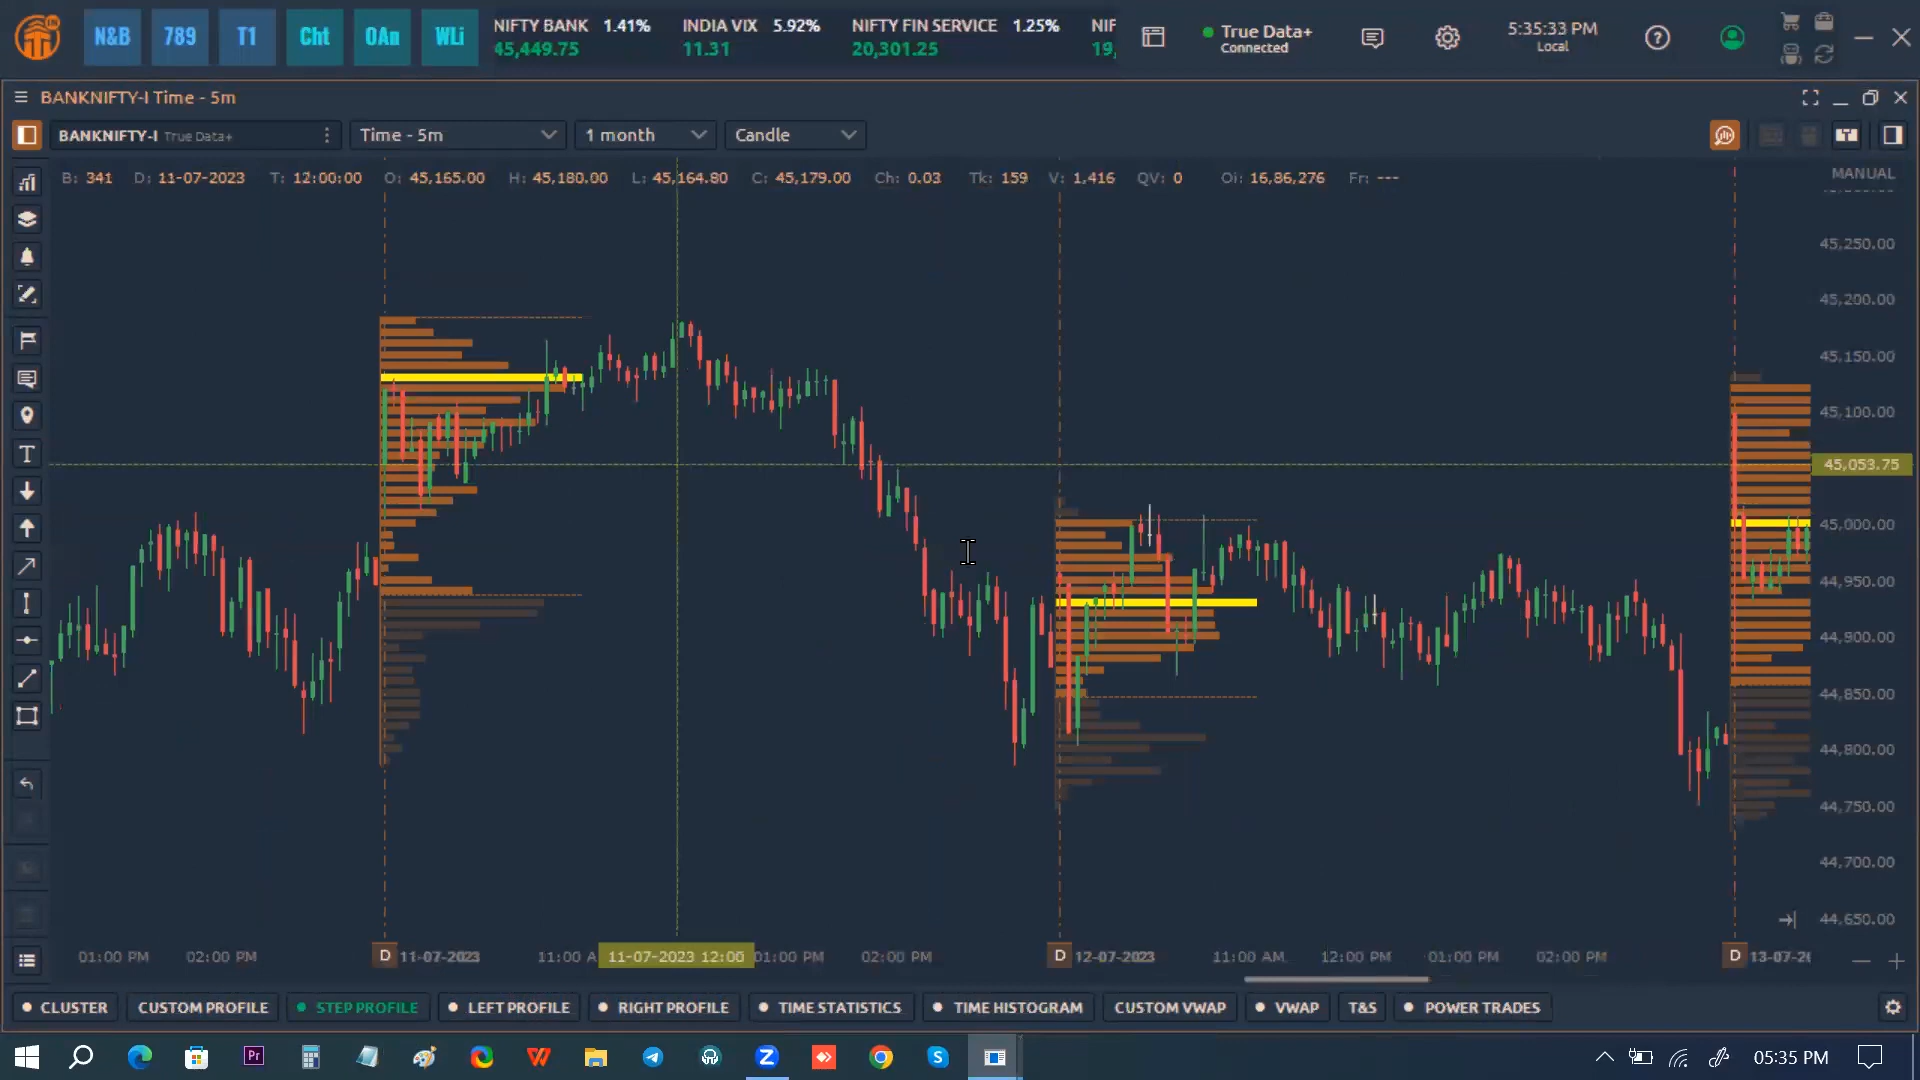 N&B 789 T1 Cht OAn WLi
NIFTY BANK 1.41% INDIA VIX 5.92% NIFTY FIN SERVICE 1.25% NIF
45,449.75 11.31 20,301.25 19,
True Data+
Connected
5:35:33 PM
Local
BANKNIFTY-I Time - 5m
BANKNIFTY-I True Data+ Time - 5m 1 month Candle
B: 341 D: 11-07-2023 T: 12:00:00 O: 45,165.00 H: 45,180.00 L: 45,164.80 C: 45,179.00 Ch: 0.03 Tk: 159 V: 1,416 QV: 0 Oi: 16,86,276 Fr: ---
MANUAL
45,250.00
45,200.00
45,150.00
45,100.00
45,053.75
45,000.00
44,950.00
44,900.00
44,850.00
44,800.00
44,750.00
44,700.00
44,650.00
01:00 PM 02:00 PM D 11-07-2023 11:00 A 11-07-2023 12:00 01:00 PM 02:00 PM D 12-07-2023 11:00 AM 12:00 PM 01:00 PM 02:00 PM D 13-07-20
CLUSTER CUSTOM PROFILE STEP PROFILE LEFT PROFILE RIGHT PROFILE TIME STATISTICS TIME HISTOGRAM CUSTOM VWAP VWAP T&S POWER TRADES
05:35 PM